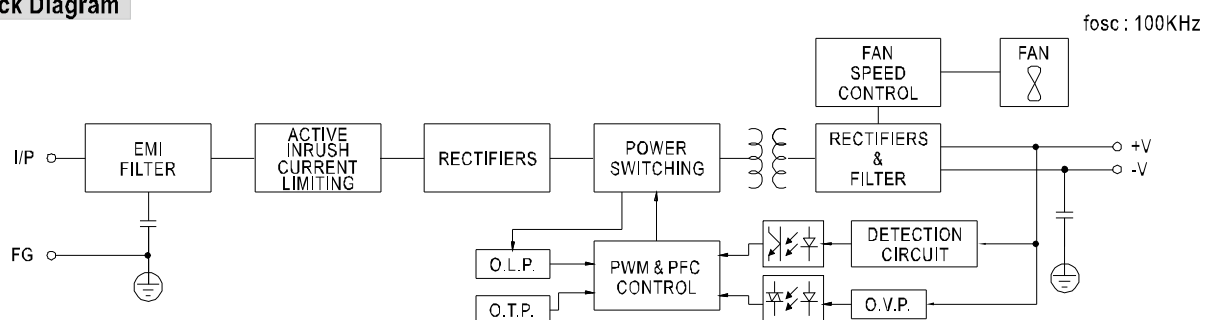 ck Diagram
fosc : 100KHz
FAN
SPEED
CONTROL
FAN
I/P
EMI
FILTER
ACTIVE
INRUSH
CURRENT
LIMITING
RECTIFIERS
POWER
SWITCHING
RECTIFIERS
&
FILTER
+V
-V
FG
O.L.P.
PWM & PFC
CONTROL
DETECTION
CIRCUIT
O.T.P.
O.V.P.